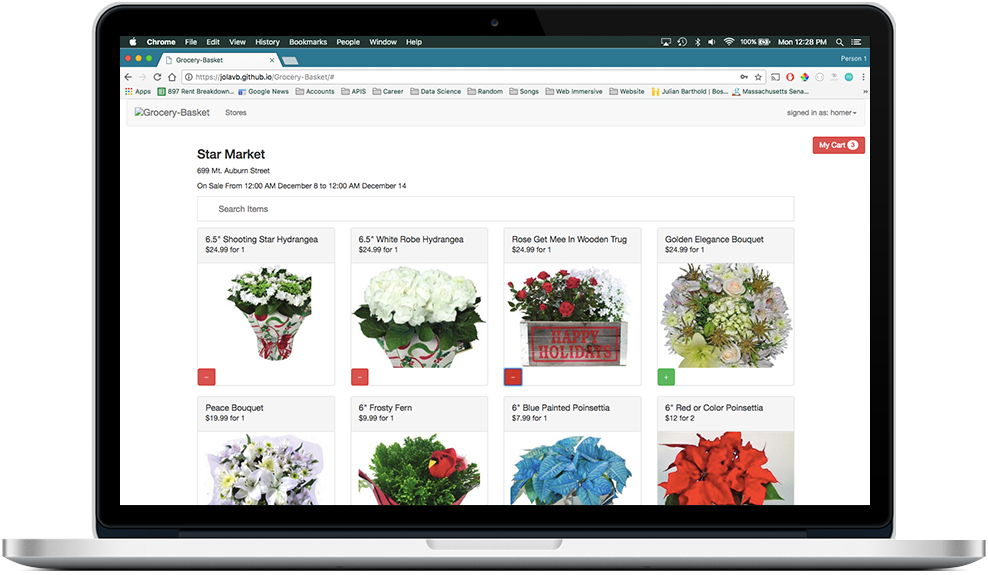 Chrome File Edit View History Bookmarks People Window Help 100% Mon 12:28 PM
Grocery-Basket Person 1
https://jolavb.github.io/Grocery-Basket/#
Apps 897 Rent Breakdown... Google News Accounts APIS Career Data Science Random Songs Web Immersive Website Julian Barthold | Bos... Massachusetts Sena... »
Grocery-Basket Stores signed in as: homer
My Cart 3
Star Market
699 Mt. Auburn Street
On Sale From 12:00 AM December 8 to 12:00 AM December 14
Search Items
6.5" Shooting Star Hydrangea
$24.99 for 1
-
6.5" White Robe Hydrangea
$24.99 for 1
-
Rose Get Mee In Wooden Trug
$24.99 for 1
HAPPY
HOLIDAYS
-
Golden Elegance Bouquet
$24.99 for 1
+
Peace Bouquet
$19.99 for 1
6" Frosty Fern
$9.99 for 1
6" Blue Painted Poinsettia
$7.99 for 1
6" Red or Color Poinsettia
$12 for 2